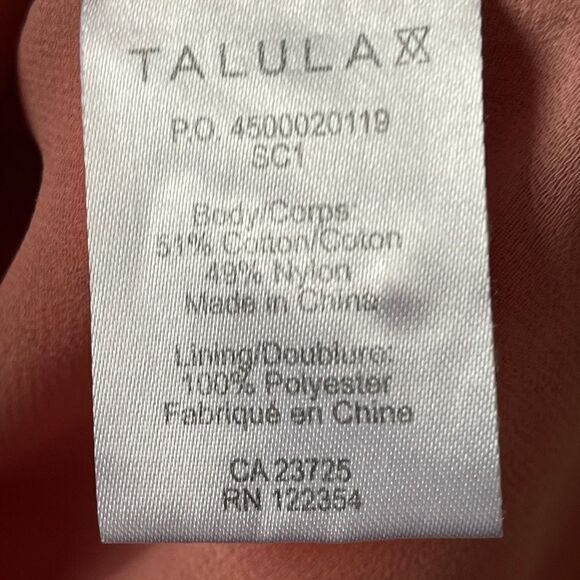 TALULA
P.O. 4500020119
SC1
Body/Corps:
51% Cotton/Coton
49% Nylon
Made in China
Lining/Doublure:
100% Polyester
Fabriqué en Chine
CA 23725
RN 122354